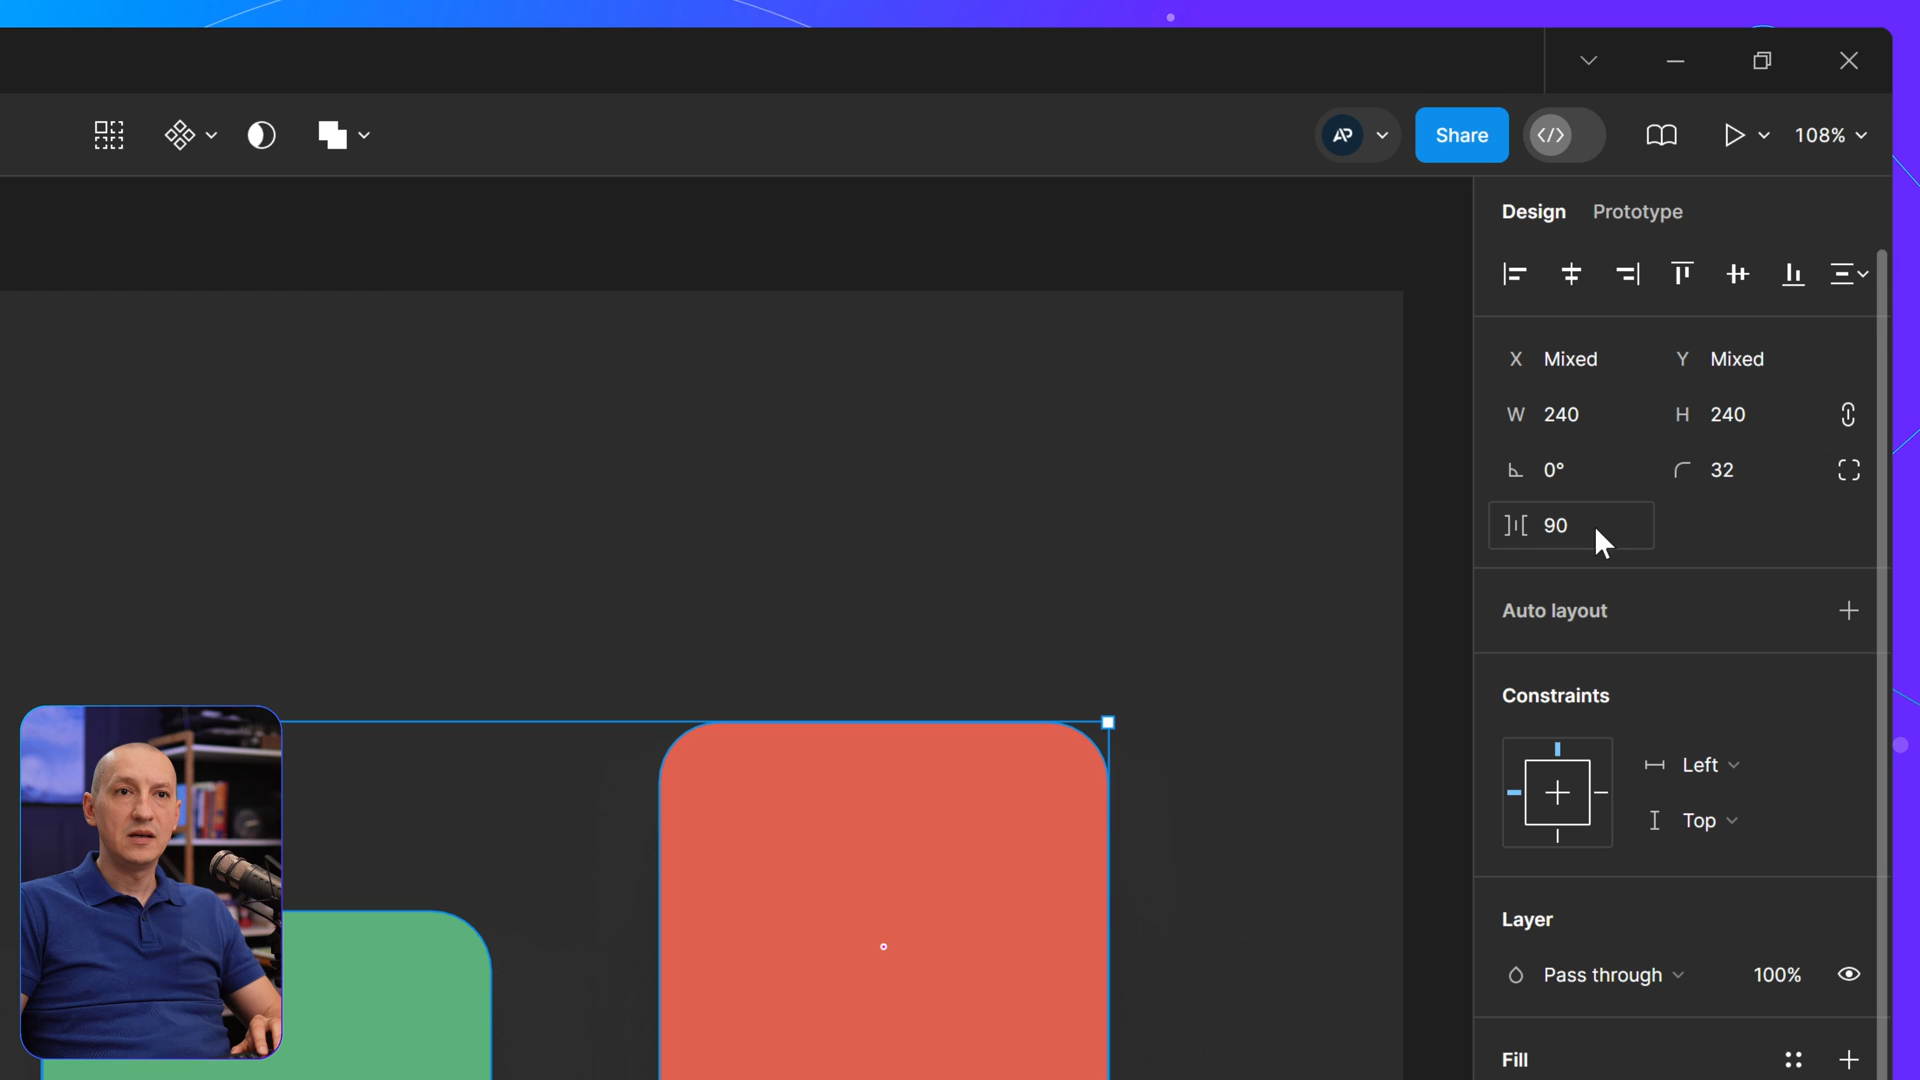 AP
Share
108%
Design Prototype
X Mixed Y Mixed
W 240 H 240
0° 32
90
Auto layout
Constraints
Left
Top
Layer
Pass through 100%
Fill